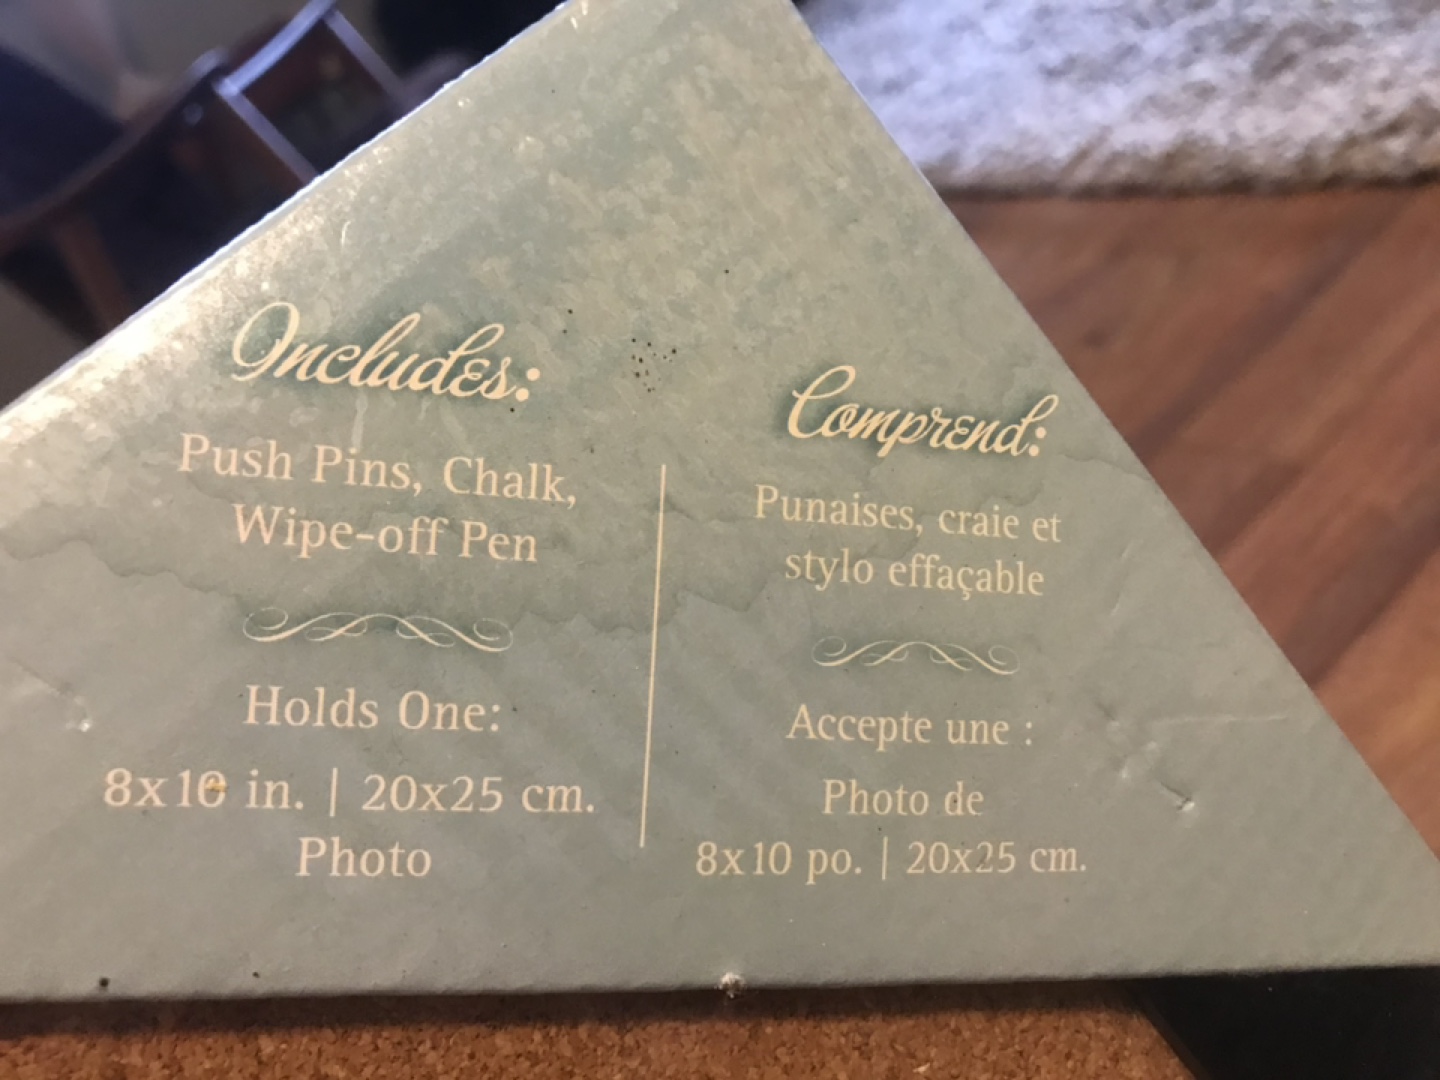 Includes:
Push Pins, Chalk,
Wipe-off Pen
Holds One:
8x10 in. | 20x25 cm.
Photo
Comprend:
Punaises, craie et
stylo effaçable
Accepte une :
Photo de
8x10 po. | 20x25 cm.